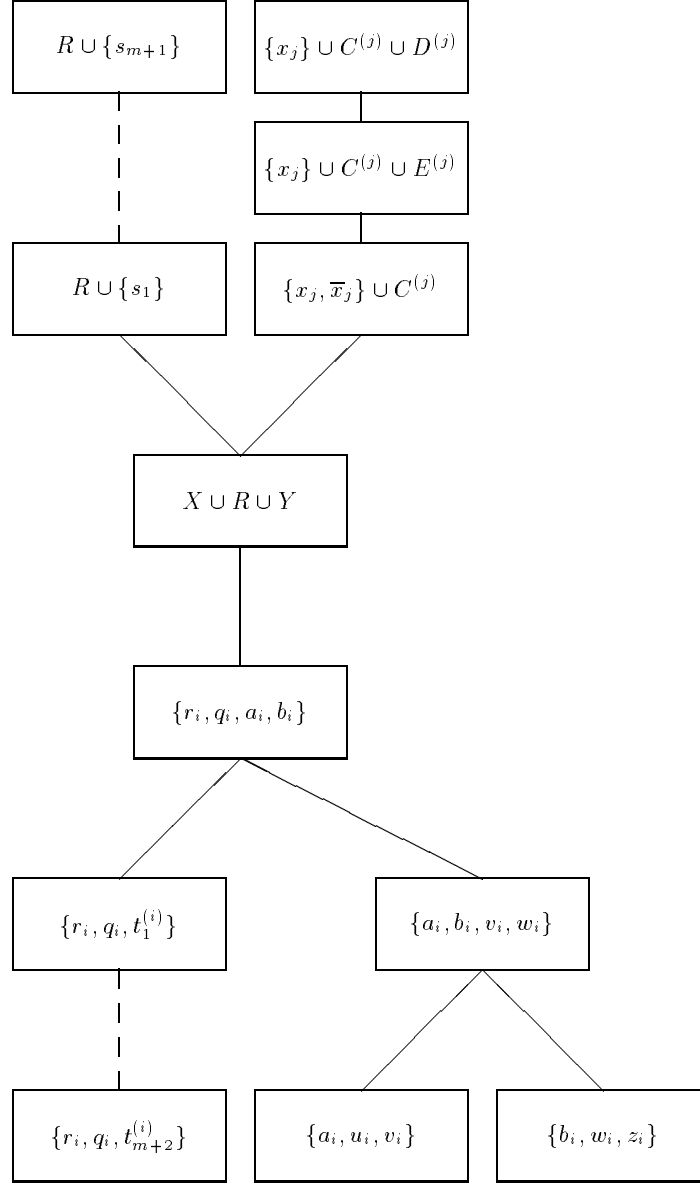 R ∪ {s_{m+1}}
{x_j} ∪ C^{(j)} ∪ D^{(j)}
{x_j} ∪ C^{(j)} ∪ E^{(j)}
R ∪ {s_1}
{x_j, x̅_j} ∪ C^{(j)}
X ∪ R ∪ Y
{r_i, q_i, a_i, b_i}
{r_i, q_i, t_1^{(i)}}
{a_i, b_i, v_i, w_i}
{r_i, q_i, t_{m+2}^{(i)}}
{a_i, u_i, v_i}
{b_i, w_i, z_i}